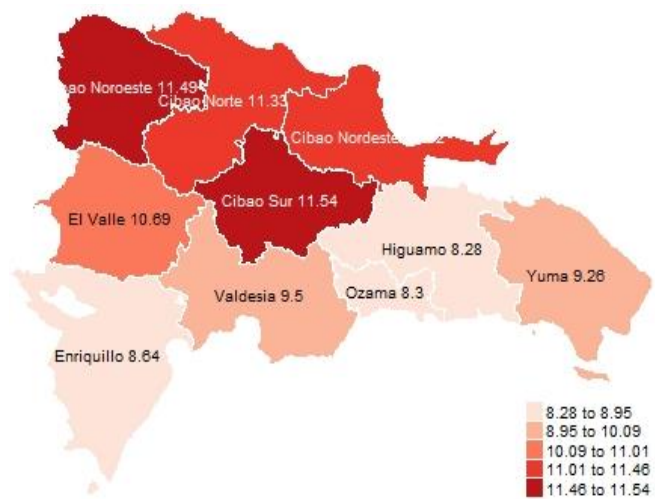 bao Noroeste 11.49
Cibao Norte 11.33
Cibao Nordeste
El Valle 10.69
Cibao Sur 11.54
Higuamo 8.28
Yuma 9.26
Valdesia 9.5
Ozama 8.3
Enriquillo 8.64
8.28 to 8.95
8.95 to 10.09
10.09 to 11.01
11.01 to 11.46
11.46 to 11.54